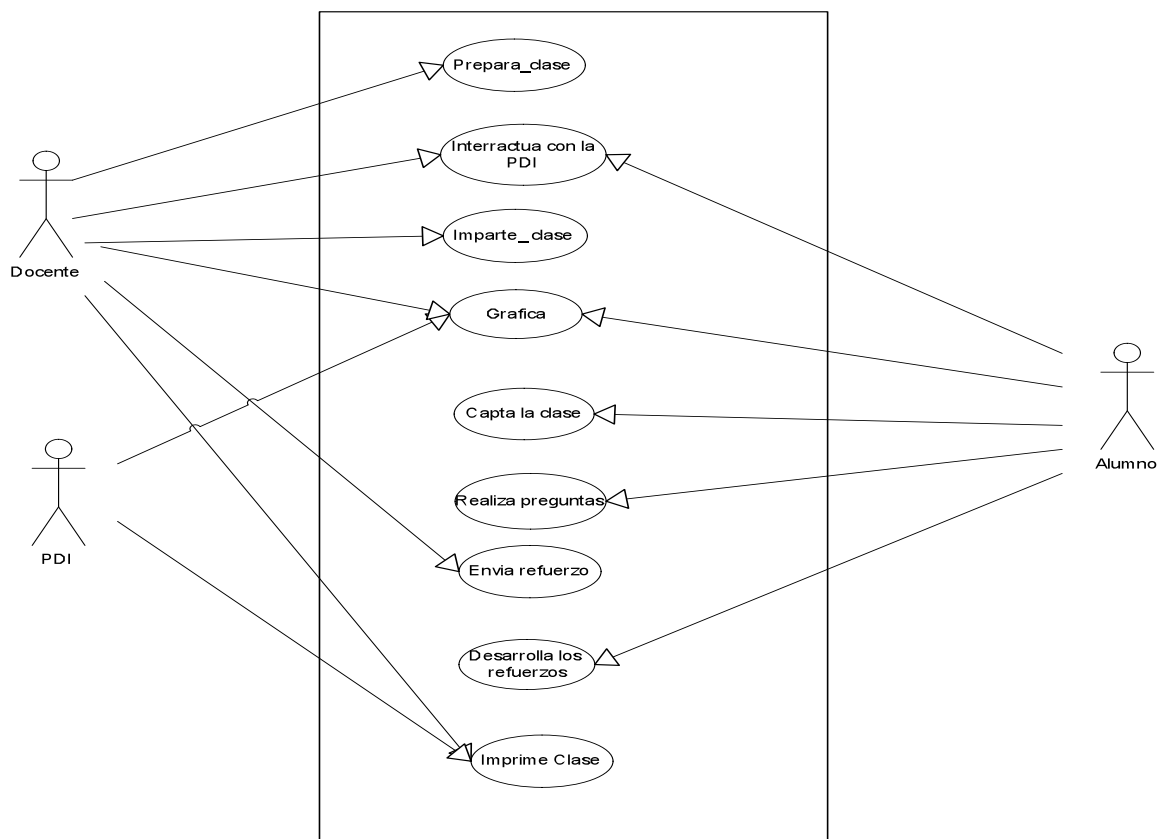 Prepara_clase
Interractua con la
PDI
Imparte_clase
Docente
Grafica
Capta la clase
Alumno
Realiza preguntas
PDI
Envia refuerzo
Desarrolla los
refuerzos
Imprime Clase